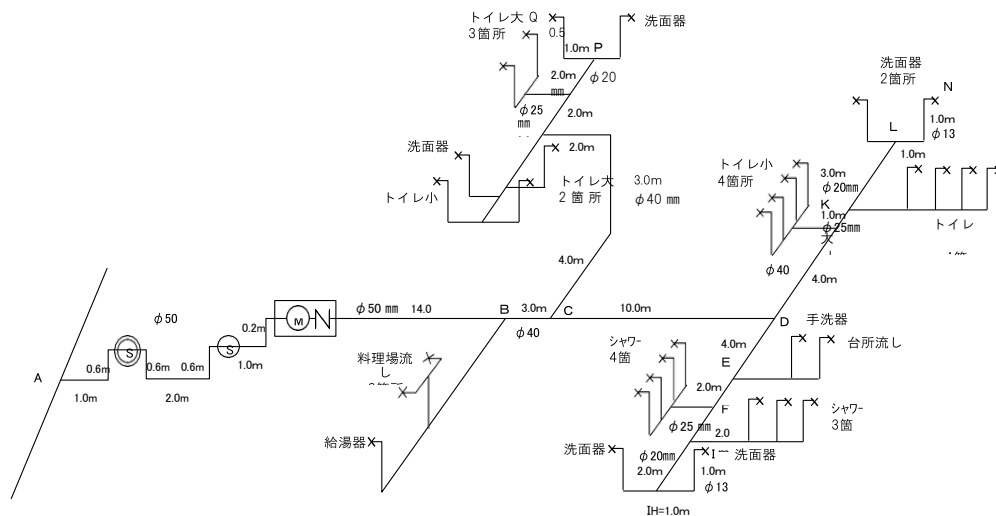 トイレ大 Q
3箇所
0.5
1.0m P
洗面器
2.0m
mm
φ20
φ25
mm
2.0m
洗面器
2.0m
トイレ小
トイレ大
2箇所
3.0m
φ40 mm
4.0m
洗面器
2箇所
N
1.0m
φ13
L
1.0m
トイレ小
4箇所
3.0m
φ20mm
K
1.0m
φ25mm
大
トイレ
φ40
4.0m
φ50
0.2m
M
N
φ50 mm
14.0
B
3.0m
C
10.0m
φ40
D
A
0.6m
S
0.6m
0.6m
S
1.0m
1.0m
2.0m
料理場流
し
給湯器
シャワー
4箇
4.0m
E
2.0m
F
φ25 mm
2.0
手洗器
台所流し
シャワー
3箇
洗面器
φ20mm
2.0m
I
洗面器
1.0m
φ13
IH=1.0m